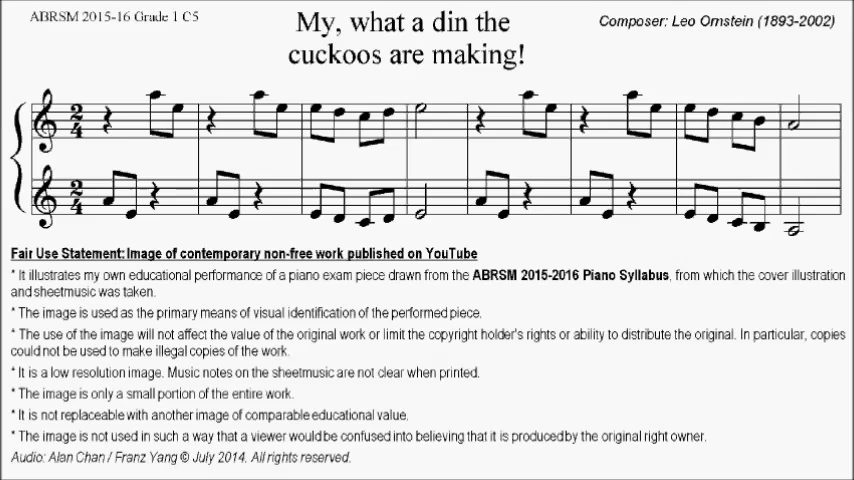 ABRSM 2015-16 Grade 1 C5
My, what a din the
cuckoos are making!
Composer: Leo Ornstein (1893-2002)
2
4
2
4
Fair Use Statement: Image of contemporary non-free work published on YouTube
* It illustrates my own educational performance of a piano exam piece drawn from the ABRSM 2015-2016 Piano Syllabus, from which the cover illustration
and sheetmusic was taken.
* The image is used as the primary means of visual identification of the performed piece.
* The use of the image will not affect the value of the original work or limit the copyright holder's rights or ability to distribute the original. In particular, copies
could not be used to make illegal copies of the work.
* It is a low resolution image. Music notes on the sheetmusic are not clear when printed.
* The image is only a small portion of the entire work.
* It is not replaceable with another image of comparable educational value.
* The image is not used in such a way that a viewer would be confused into believing that it is produced by the original right owner.
Audio: Alan Chan / Franz Yang © July 2014. All rights reserved.